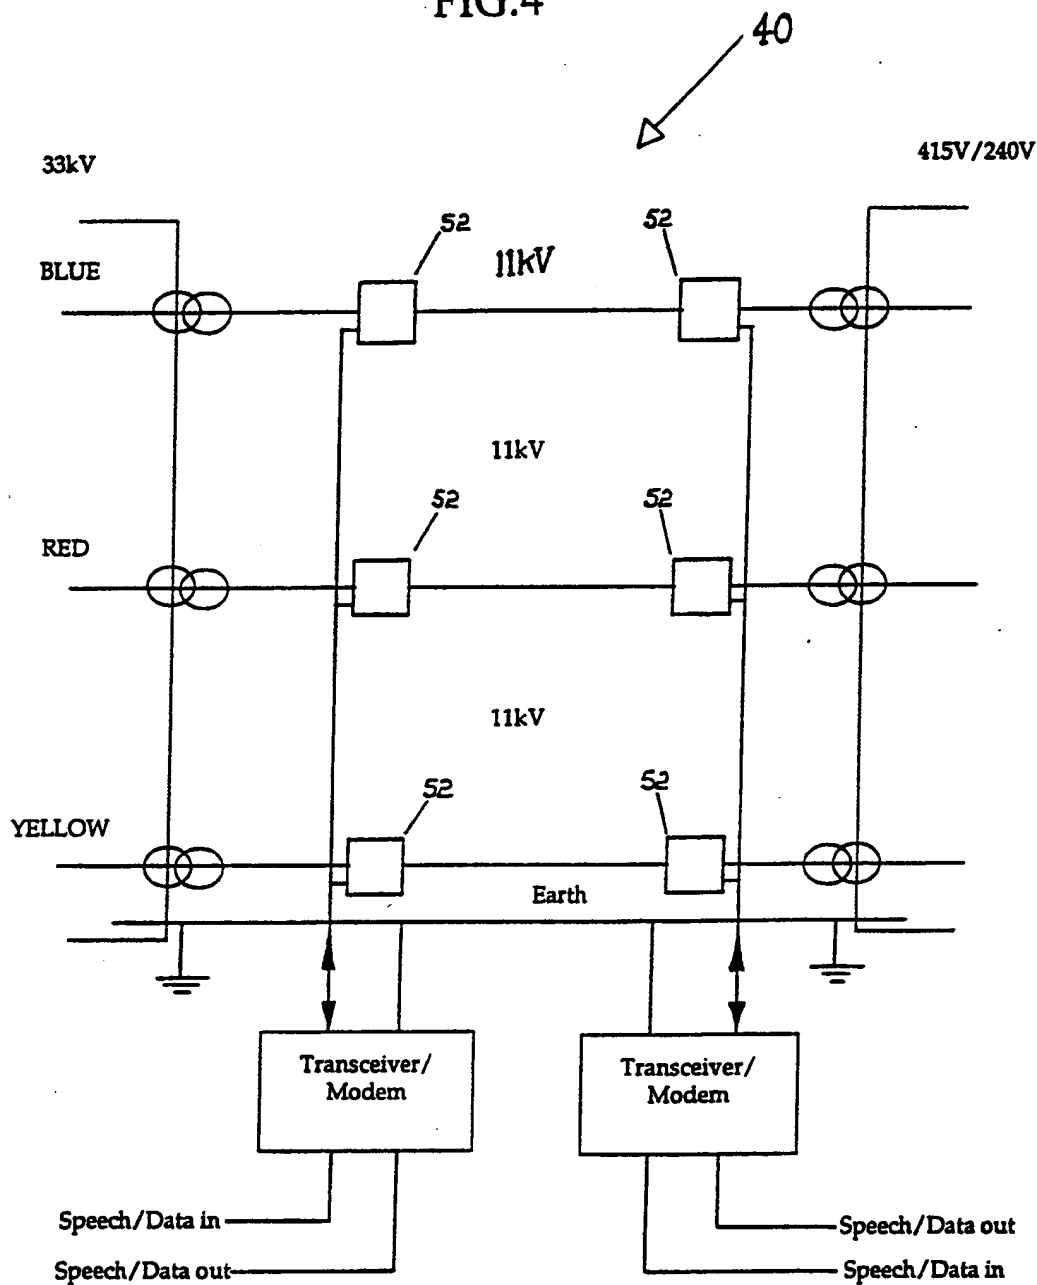 FIG.4
40
33kV
415V/240V
52
52
11kV
BLUE
11kV
52
52
RED
11kV
52
52
YELLOW
Earth
Transceiver/
Modem
Transceiver/
Modem
Speech/Data in
Speech/Data out
Speech/Data out
Speech/Data in